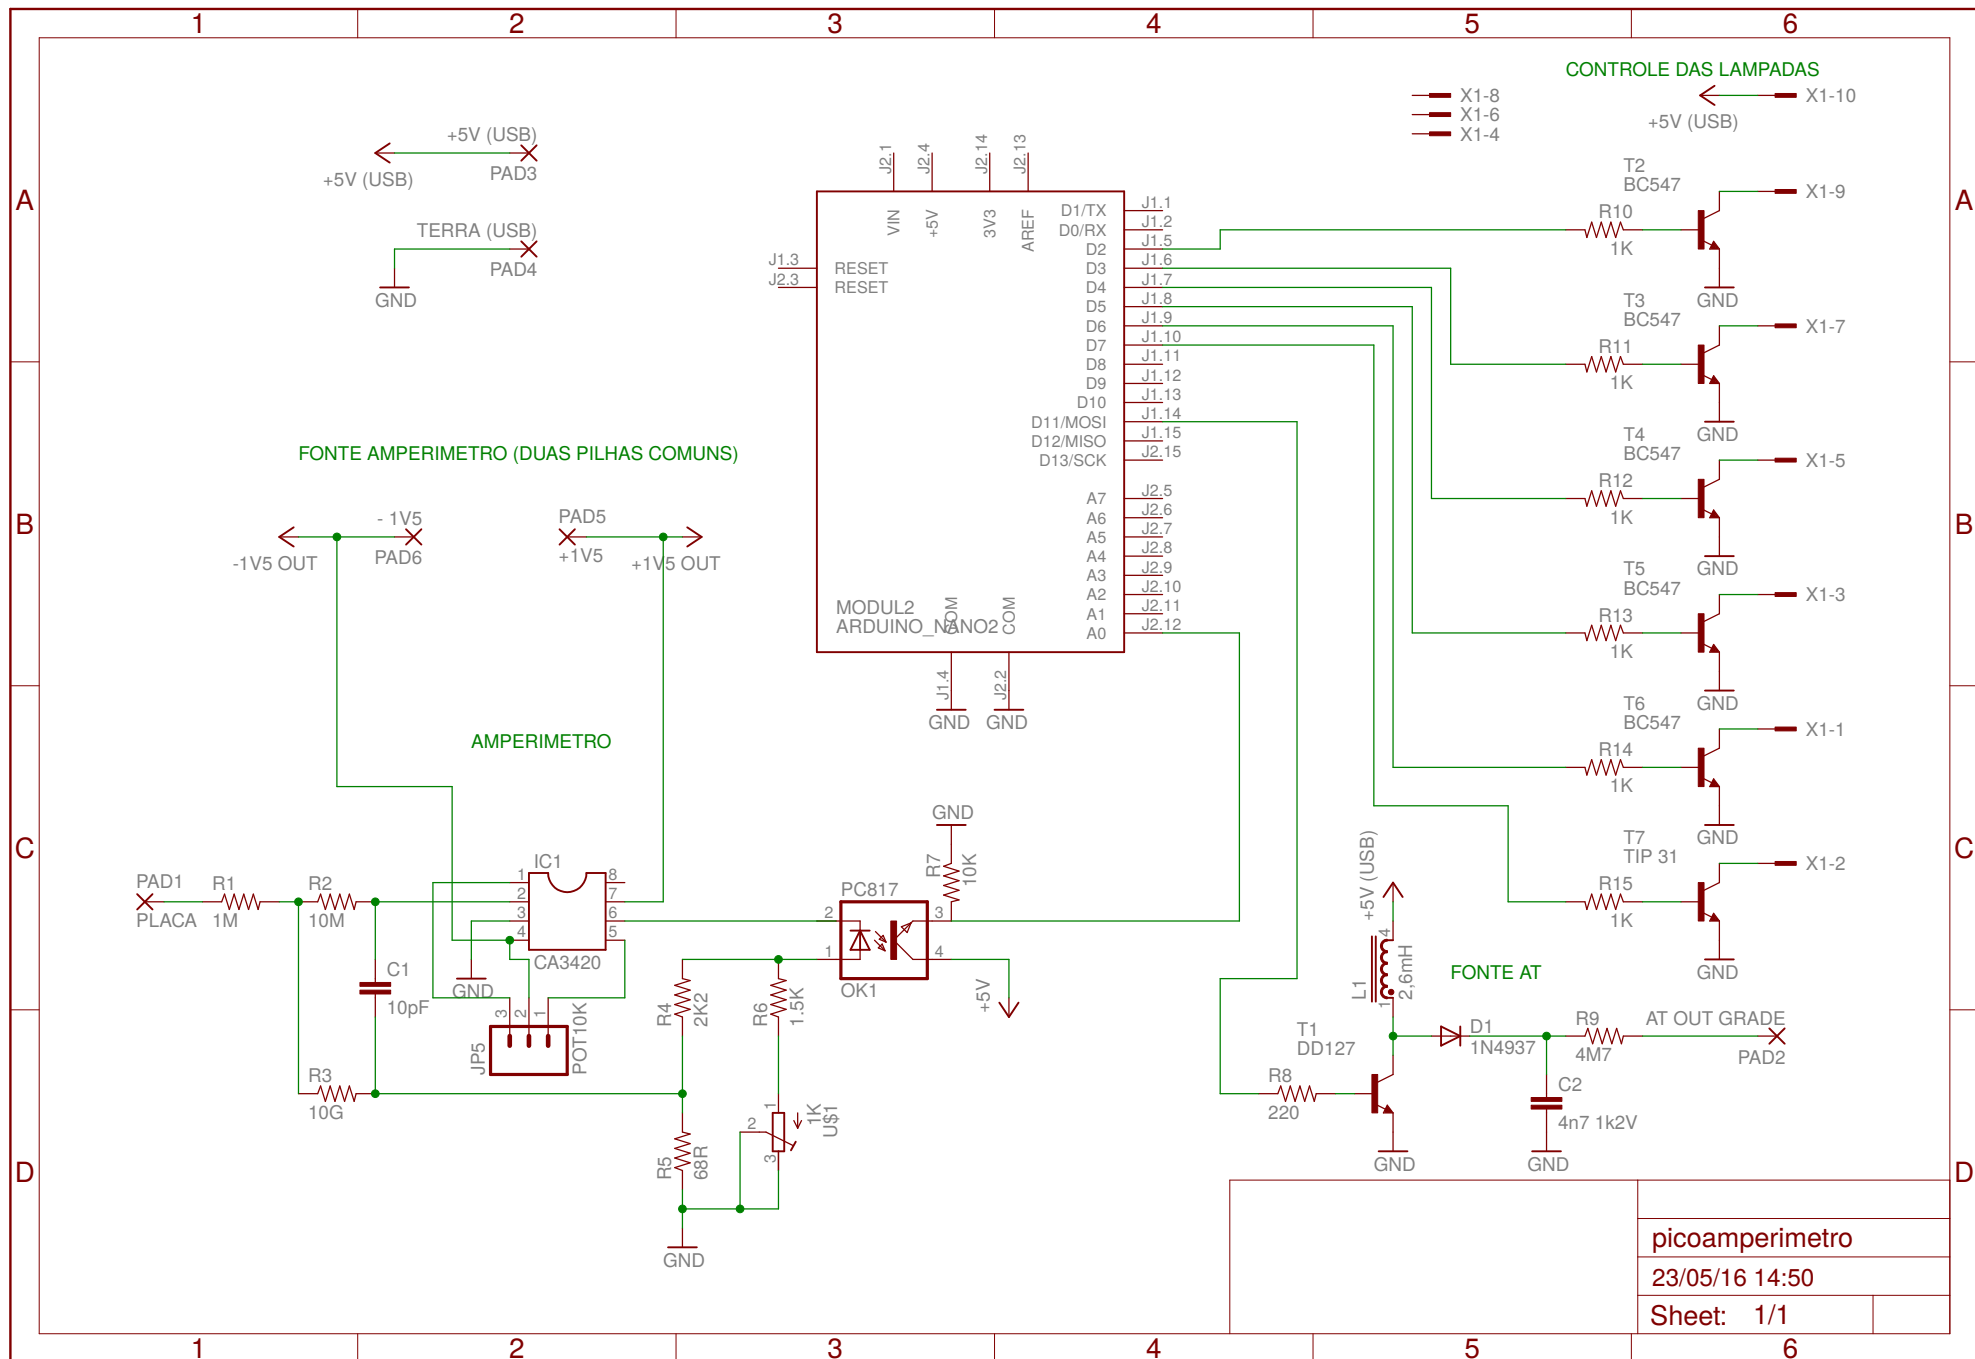 1 2 3 4 5 6
CONTROLE DAS LAMPADAS
X1-8
X1-6
X1-4
X1-10
+5V (USB)
+5V (USB)
+5V (USB)
PAD3
TERRA (USB)
PAD4
GND
A
A
J2.1
J2.4
J2.14
J2.13
VIN
+5V
3V3
AREF
J1.3 RESET
J2.3 RESET
D1/TX J1.1
D0/RX J1.2
D2 J1.5
D3 J1.6
D4 J1.7
D5 J1.8
D6 J1.9
D7 J1.10
D8 J1.11
D9 J1.12
D10 J1.13
D11/MOSI J1.14
D12/MISO J1.15
D13/SCK J2.15
A7 J2.5
A6 J2.6
A5 J2.7
A4 J2.8
A3 J2.9
A2 J2.10
A1 J2.11
A0 J2.12
MODUL2
ARDUINO_NANO2
COM
COM
J1.4
J2.2
GND
GND
T2
BC547
X1-9
R10
1K
GND
T3
BC547
X1-7
R11
1K
GND
T4
BC547
X1-5
R12
1K
GND
T5
BC547
X1-3
R13
1K
GND
T6
BC547
X1-1
R14
1K
GND
T7
TIP 31
X1-2
R15
1K
GND
B
B
FONTE AMPERIMETRO (DUAS PILHAS COMUNS)
- 1V5
PAD6
-1V5 OUT
PAD5
+1V5
+1V5 OUT
C
C
AMPERIMETRO
PAD1
PLACA
R1
1M
R2
10M
C1
10pF
R3
10G
IC1
1
2
3
4
8
7
6
5
CA3420
GND
3
2
1
JP5
POT10K
R4
2K2
R5
68R
GND
R6
1.5K
1
2
3
1K
U$1
PC817
2
1
3
4
OK1
GND
R7
10K
+5V
+5V (USB)
4
1
L1
2,6mH
FONTE AT
T1
DD127
R8
220
GND
D1
1N4937
C2
4n7 1k2V
GND
R9
4M7
AT OUT GRADE
PAD2
D
D
picoamperimetro
23/05/16 14:50
Sheet: 1/1
1 2 3 4 5 6